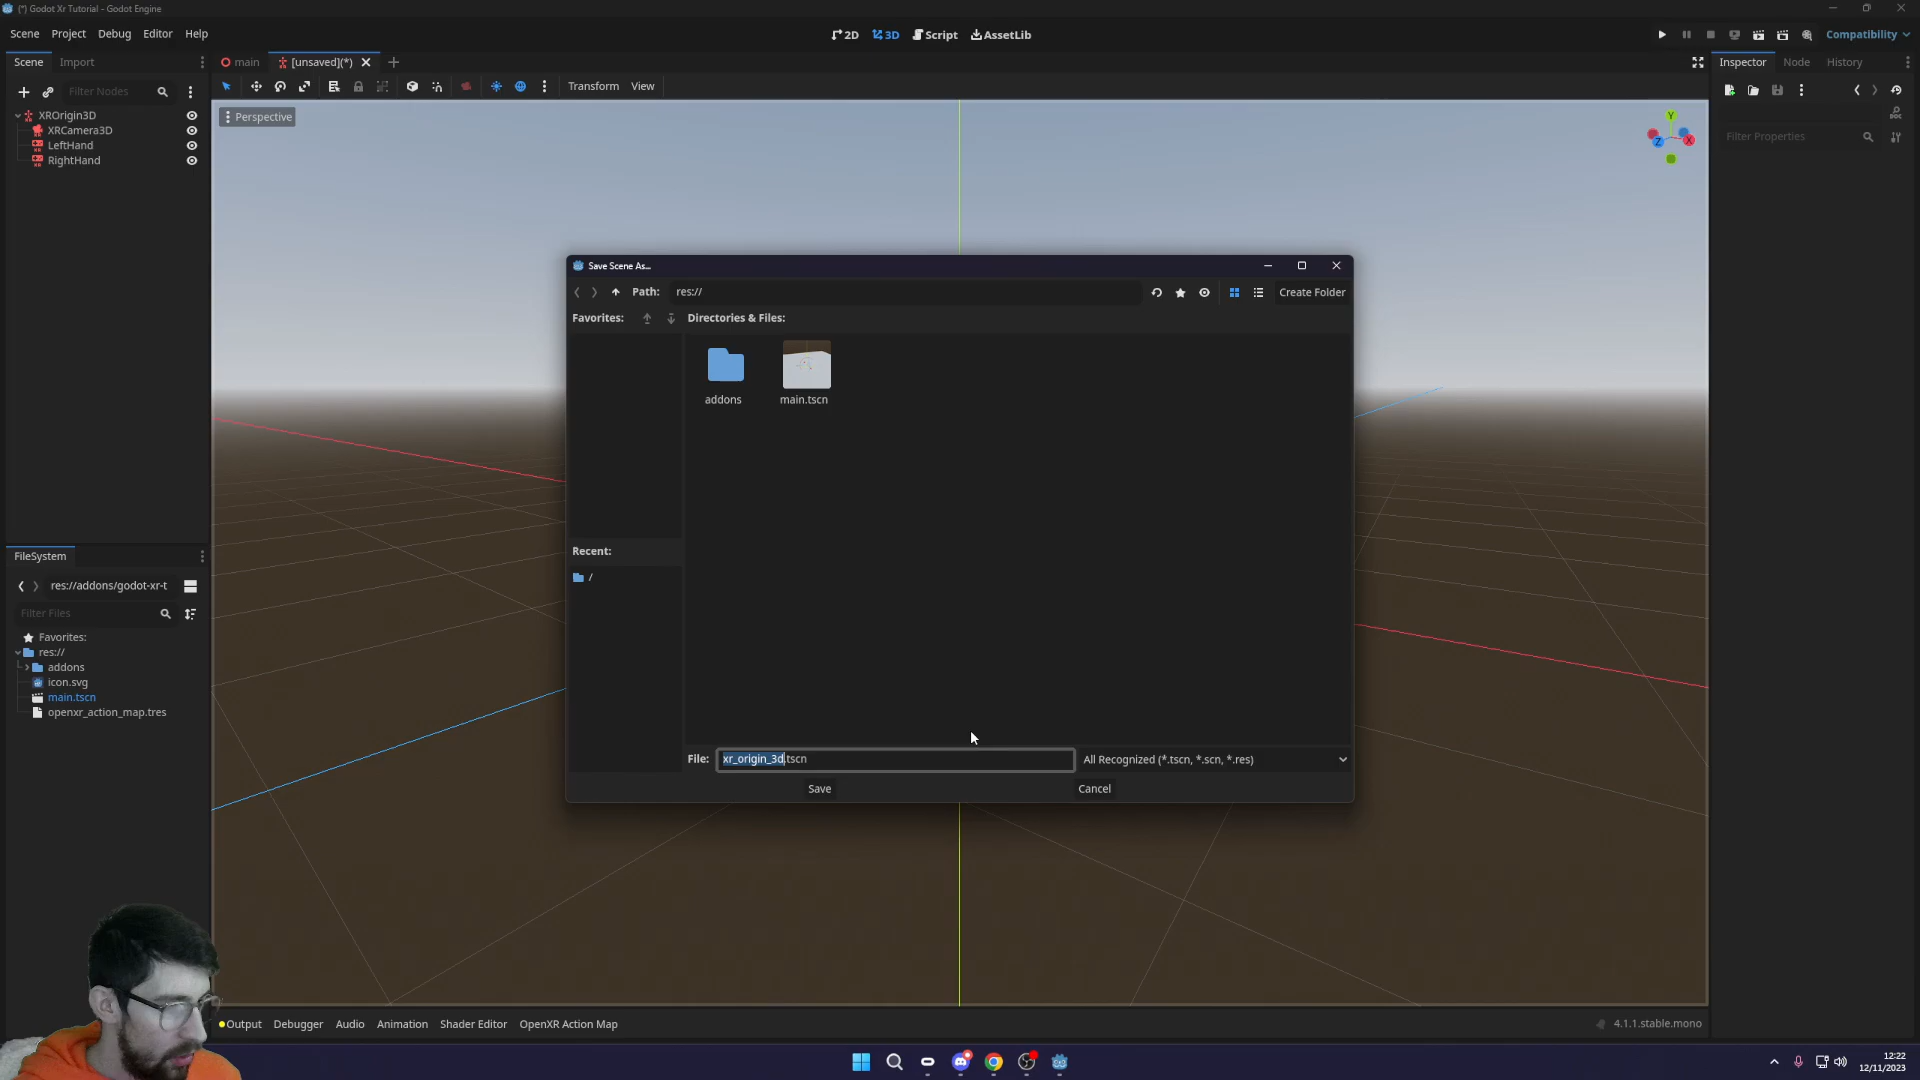 (*) Godot Xr Tutorial - Godot Engine
Scene Project Debug Editor Help
2D 3D Script AssetLib
Compatibility
Scene Import
main [unsaved](*)
Inspector Node History
Filter Nodes
Transform View
XROrigin3D
XRCamera3D
LeftHand
RightHand
Perspective
Y
X
Z
Filter Properties
DOC
Save Scene As...
Path: res://
Create Folder
Favorites:
Directories & Files:
addons
main.tscn
Recent:
/
File: xr_origin_3d.tscn
All Recognized (*.tscn, *.scn, *.res)
Save
Cancel
FileSystem
res://addons/godot-xr-t
Filter Files
Favorites:
res://
addons
icon.svg
main.tscn
openxr_action_map.tres
Output Debugger Audio Animation Shader Editor OpenXR Action Map
4.1.1.stable.mono
12:22
12/11/2023